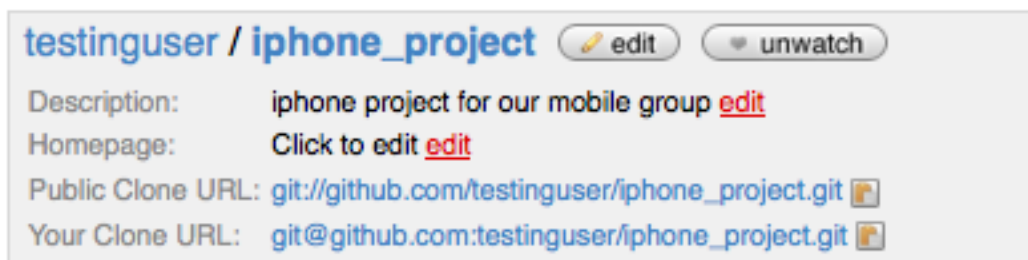 testinguser / iphone_project edit unwatch
Description: iphone project for our mobile group edit
Homepage: Click to edit edit
Public Clone URL: git://github.com/testinguser/iphone_project.git
Your Clone URL: git@github.com:testinguser/iphone_project.git